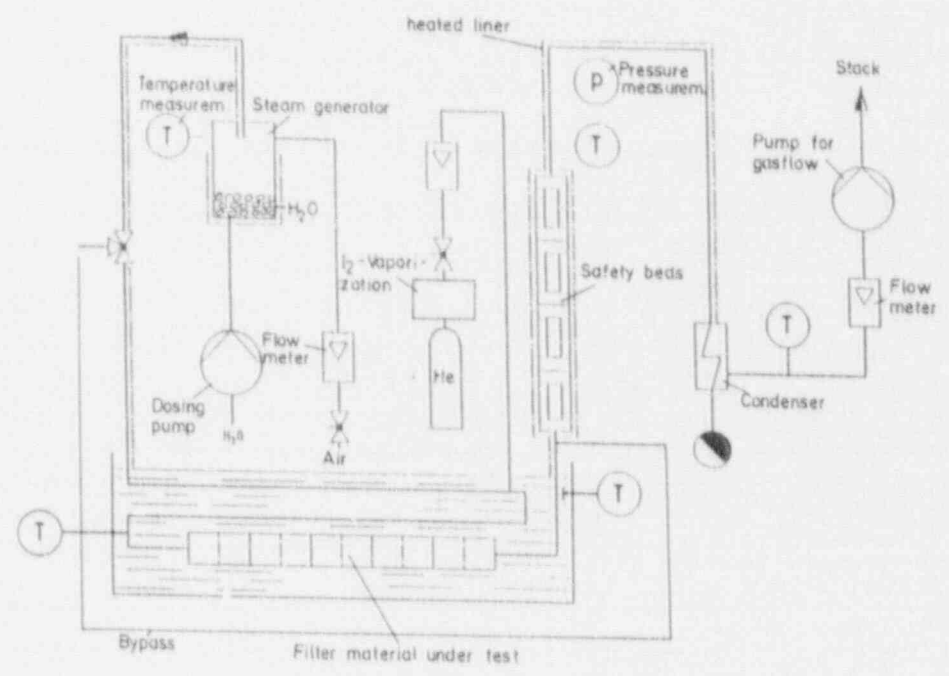 heated liner
Temperature
measurem.
T
Steam generator
H2O
P
Pressure
measurem.
T
Stack
Pump for
gasflow
I2-Vapori-
zation
Safety beds
Flow
meter
He
Flow
meter
T
Condenser
Dosing
pump
H2O
Air
T
T
Bypass
Filter material under test